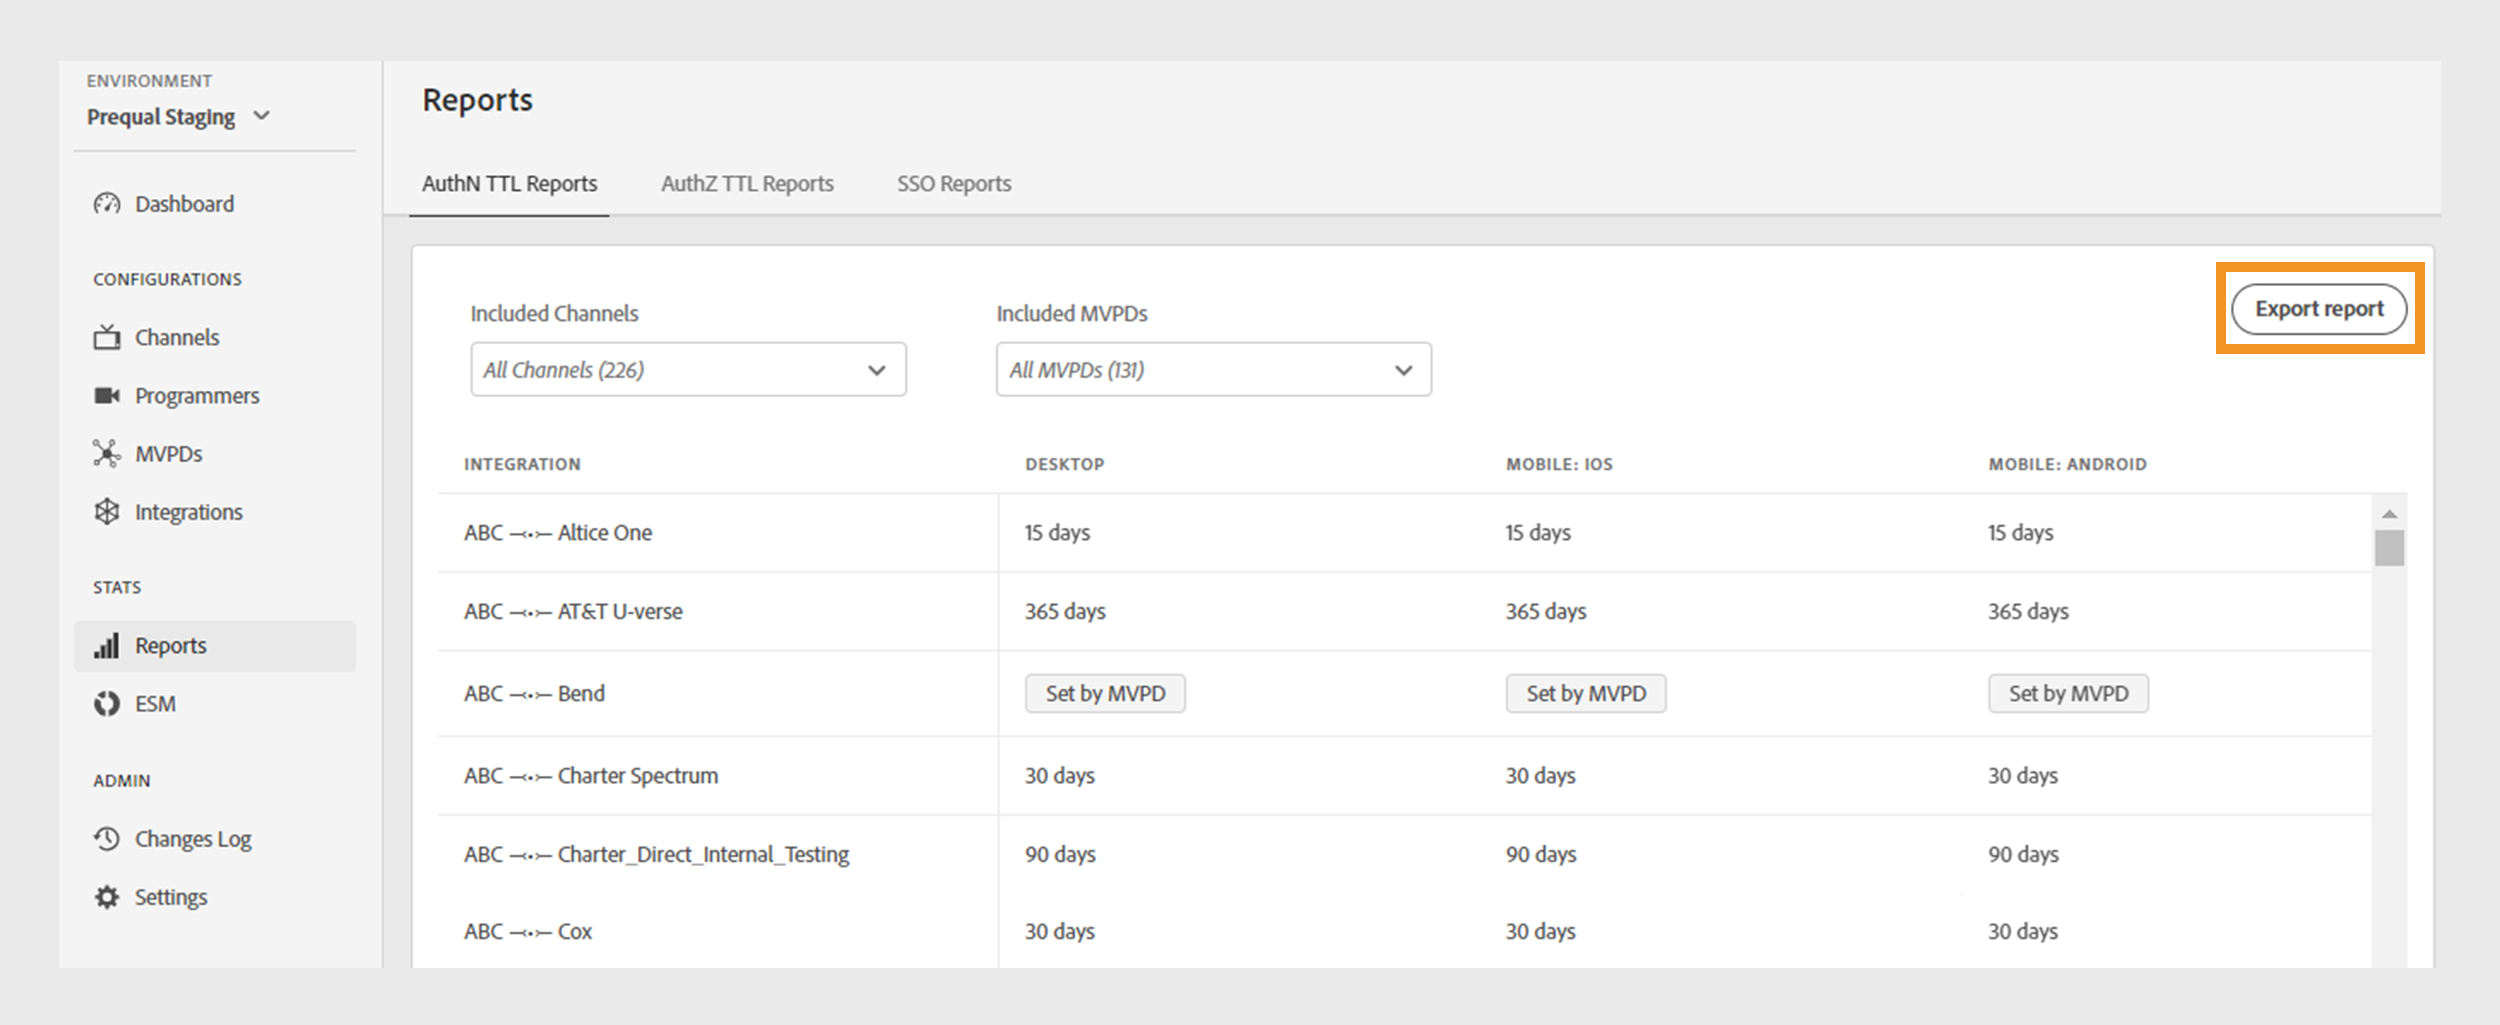 ENVIRONMENT
Prequal Staging
Dashboard
CONFIGURATIONS
Channels
Programmers
MVPDs
Integrations
STATS
Reports
ESM
ADMIN
Changes Log
Settings
Reports
AuthN TTL Reports AuthZ TTL Reports SSO Reports
Included Channels Included MVPDs
All Channels (226) All MVPDs (131)
Export report
INTEGRATION DESKTOP MOBILE: IOS MOBILE: ANDROID
ABC Altice One 15 days 15 days 15 days
ABC AT&T U-verse 365 days 365 days 365 days
ABC Bend Set by MVPD Set by MVPD Set by MVPD
ABC Charter Spectrum 30 days 30 days 30 days
ABC Charter_Direct_Internal_Testing 90 days 90 days 90 days
ABC Cox 30 days 30 days 30 days